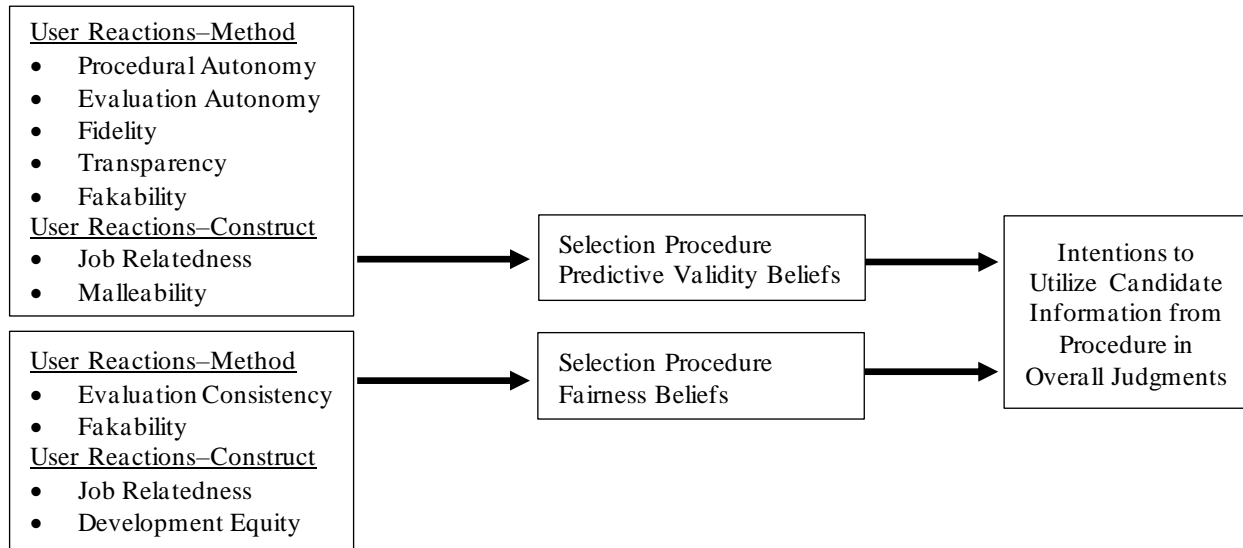 User Reactions–Method
• Procedural Autonomy
• Evaluation Autonomy
• Fidelity
• Transparency
• Fakability
User Reactions–Construct
• Job Relatedness
• Malleability
User Reactions–Method
• Evaluation Consistency
• Fakability
User Reactions–Construct
• Job Relatedness
• Development Equity
Selection Procedure
Predictive Validity Beliefs
Selection Procedure
Fairness Beliefs
Intentions to
Utilize Candidate
Information from
Procedure in
Overall Judgments